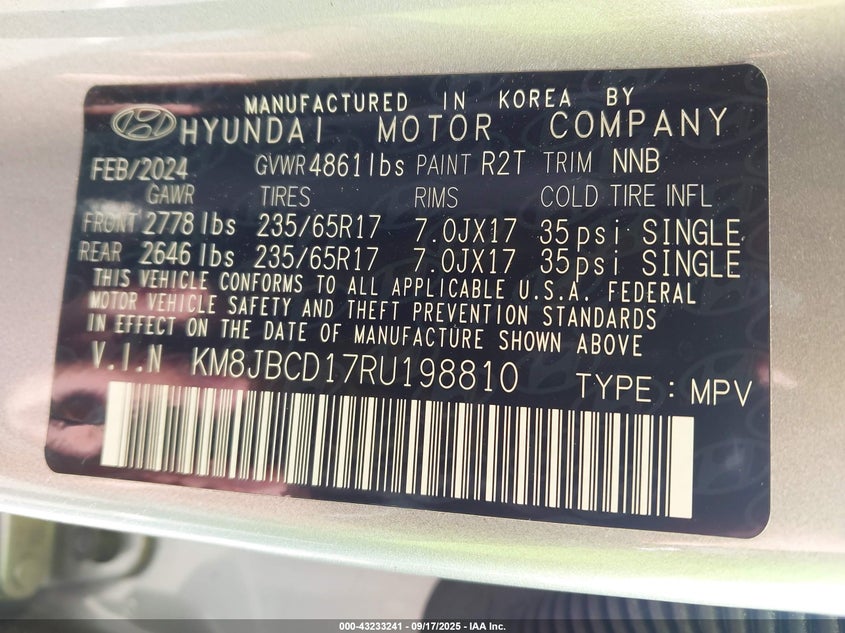 MANUFACTURED IN KOREA BY
HYUNDAI MOTOR COMPANY
FEB/2024 GVWR 4861lbs PAINT R2T TRIM NNB
GAWR TIRES RIMS COLD TIRE INFL
FRONT 2778 lbs 235/65R17 7.0JX17 35psi SINGLE
REAR 2646 lbs 235/65R17 7.0JX17 35psi SINGLE
THIS VEHICLE CONFORMS TO ALL APPLICABLE U.S.A. FEDERAL
MOTOR VEHICLE SAFETY AND THEFT PREVENTION STANDARDS
IN EFFECT ON THE DATE OF MANUFACTURE SHOWN ABOVE
V.I.N KM8JBCD17RU198810 TYPE : MPV
000-43233241 - 09/17/2025 - IAA Inc.